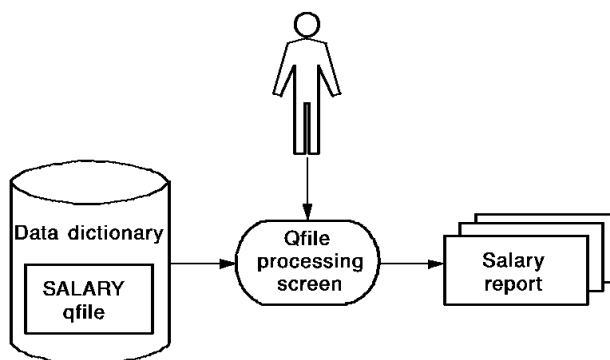 Data dictionary
SALARY
qfile
Qfile
processing
screen
Salary
report